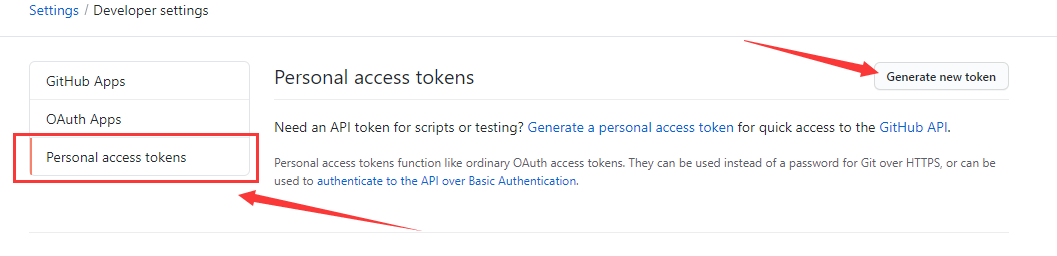 Settings / Developer settings
GitHub Apps
OAuth Apps
Personal access tokens
Personal access tokens
Generate new token
Need an API token for scripts or testing? Generate a personal access token for quick access to the GitHub API.
Personal access tokens function like ordinary OAuth access tokens. They can be used instead of a password for Git over HTTPS, or can be
used to authenticate to the API over Basic Authentication.